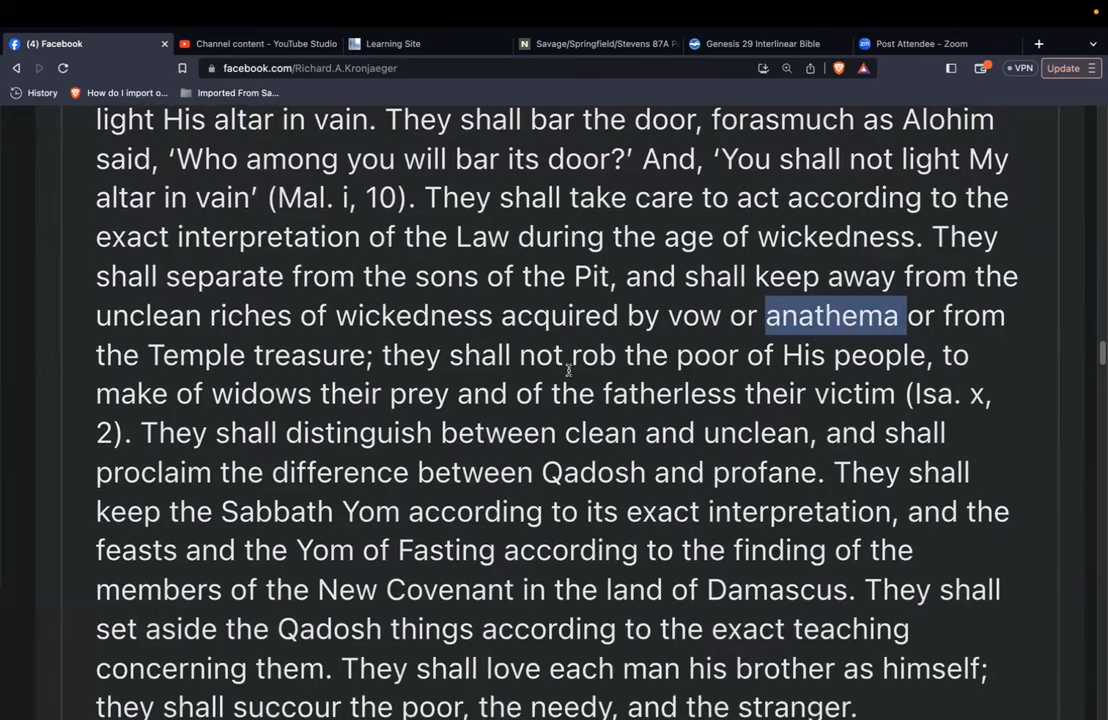 (4) Facebook
Channel content - YouTube Studio
Learning Site
Savage/Springfield/Stevens 87A P
Genesis 29 Interlinear Bible
Post Attendee - Zoom
facebook.com/Richard.A.Kronjaeger
VPN
Update
History
How do I import o...
Imported From Sa...
light His altar in vain. They shall bar the door, forasmuch as Alohim
said, ‘Who among you will bar its door?’ And, ‘You shall not light My
altar in vain’ (Mal. i, 10). They shall take care to act according to the
exact interpretation of the Law during the age of wickedness. They
shall separate from the sons of the Pit, and shall keep away from the
unclean riches of wickedness acquired by vow or anathema or from
the Temple treasure; they shall not rob the poor of His people, to
make of widows their prey and of the fatherless their victim (Isa. x,
2). They shall distinguish between clean and unclean, and shall
proclaim the difference between Qadosh and profane. They shall
keep the Sabbath Yom according to its exact interpretation, and the
feasts and the Yom of Fasting according to the finding of the
members of the New Covenant in the land of Damascus. They shall
set aside the Qadosh things according to the exact teaching
concerning them. They shall love each man his brother as himself;
they shall succour the poor, the needy, and the stranger.